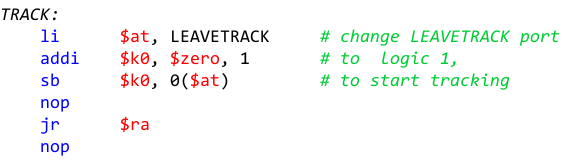 TRACK:
li $at, LEAVETRACK # change LEAVETRACK port
addi $k0, $zero, 1 # to logic 1,
sb $k0, 0($at) # to start tracking
nop
jr $ra
nop